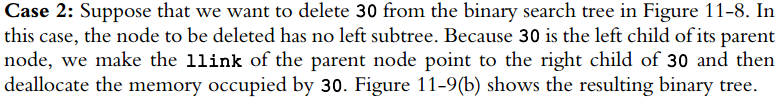 Case 2: Suppose that we want to delete 30 from the binary search tree in Figure 11-8. In
this case, the node to be deleted has no left subtree. Because 30 is the left child of its parent
node, we make the llink of the parent node point to the right child of 30 and then
deallocate the memory occupied by 30. Figure 11-9(b) shows the resulting binary tree.